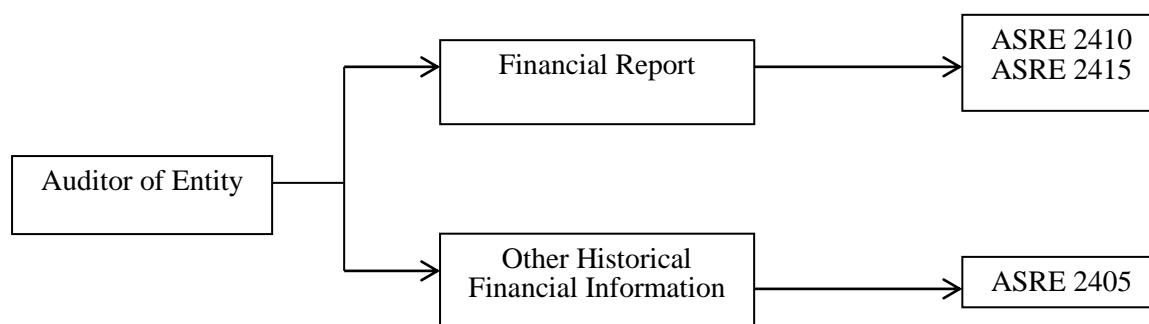 Auditor of Entity
Financial Report
ASRE 2410
ASRE 2415
Other Historical
Financial Information
ASRE 2405